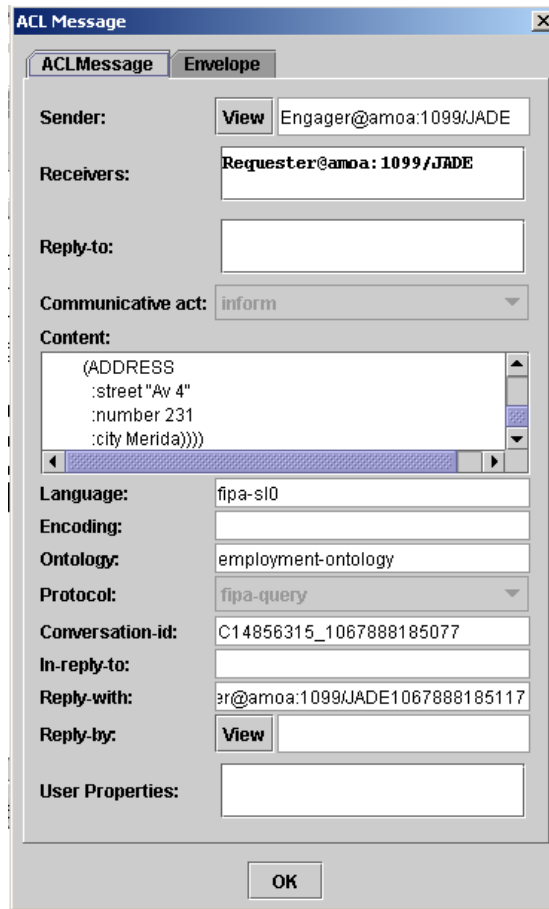 ACL Message
ACLMessage Envelope
Sender: View Engager@amoa:1099/JADE
Receivers: Requester@amoa:1099/JADE
Reply-to:
Communicative act: inform
Content:
(ADDRESS
:street "Av 4"
:number 231
:city Merida))))
Language: fipa-sl0
Encoding:
Ontology: employment-ontology
Protocol: fipa-query
Conversation-id: C14856315_1067888185077
In-reply-to:
Reply-with: er@amoa:1099/JADE1067888185117
Reply-by: View
User Properties:
OK